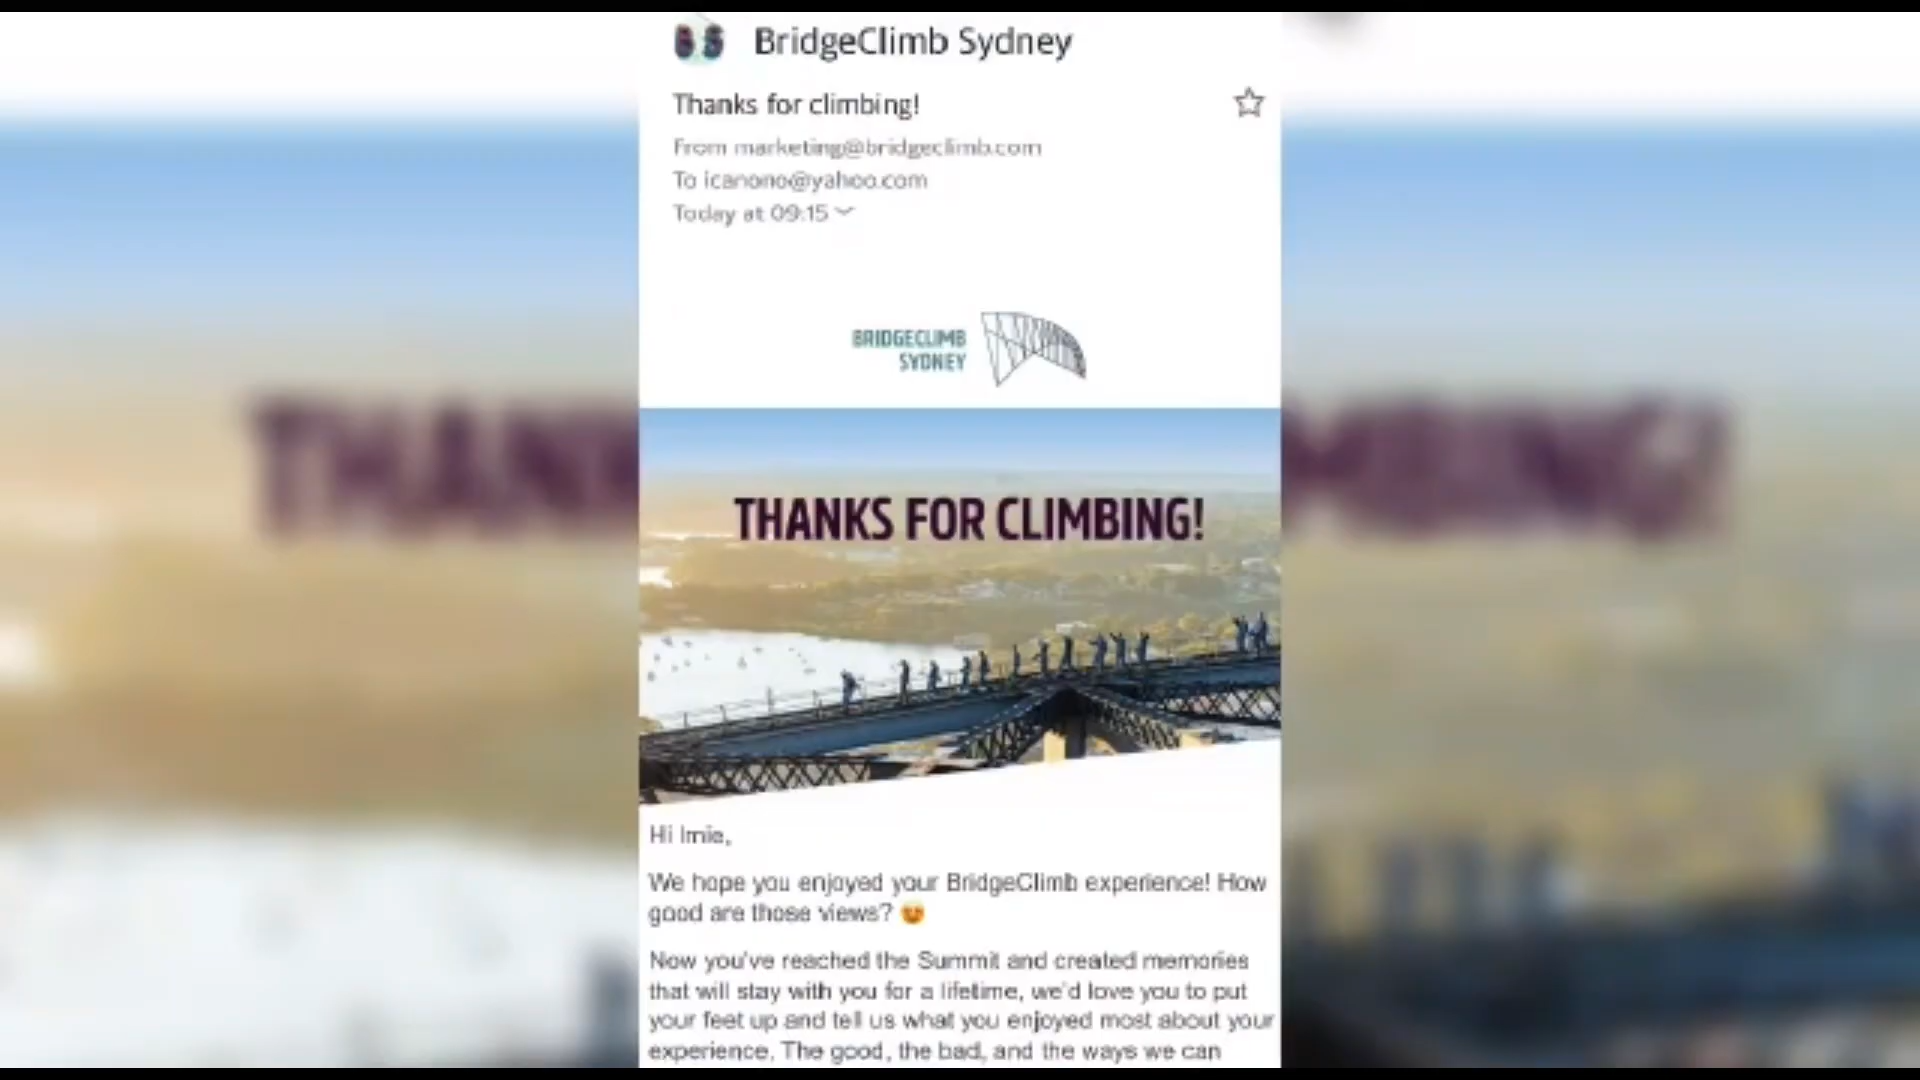 BridgeClimb Sydney
Thanks for climbing!
From marketing@bridgeclimb.com
To icanono@yahoo.com
Today at 09:15
BRIDGECLIMB
SYDNEY
THANKS FOR CLIMBING!
Hi Imie,
We hope you enjoyed your BridgeClimb experience! How
good are those views? 😍
Now you've reached the Summit and created memories
that will stay with you for a lifetime, we'd love you to put
your feet up and tell us what you enjoyed most about your
experience. The good, the bad, and the ways we can